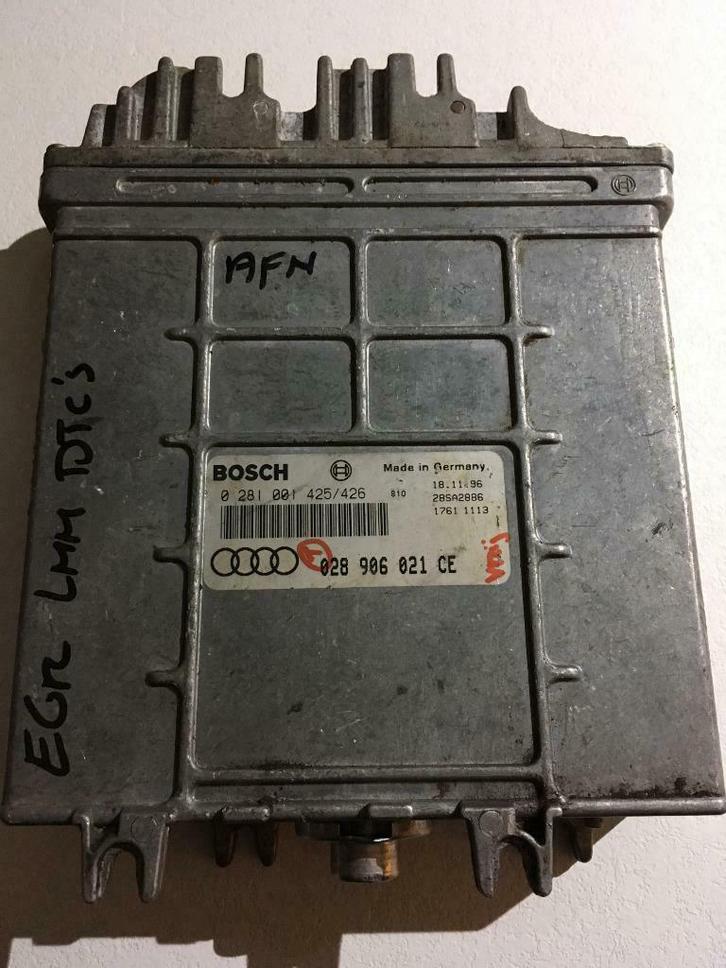 AFN
EGR LMM DTC's
BOSCH Made in Germany.
0 281 001 425/426 810 18.11.96
28SA2886
1761 1113
028 906 021 CE
vrij